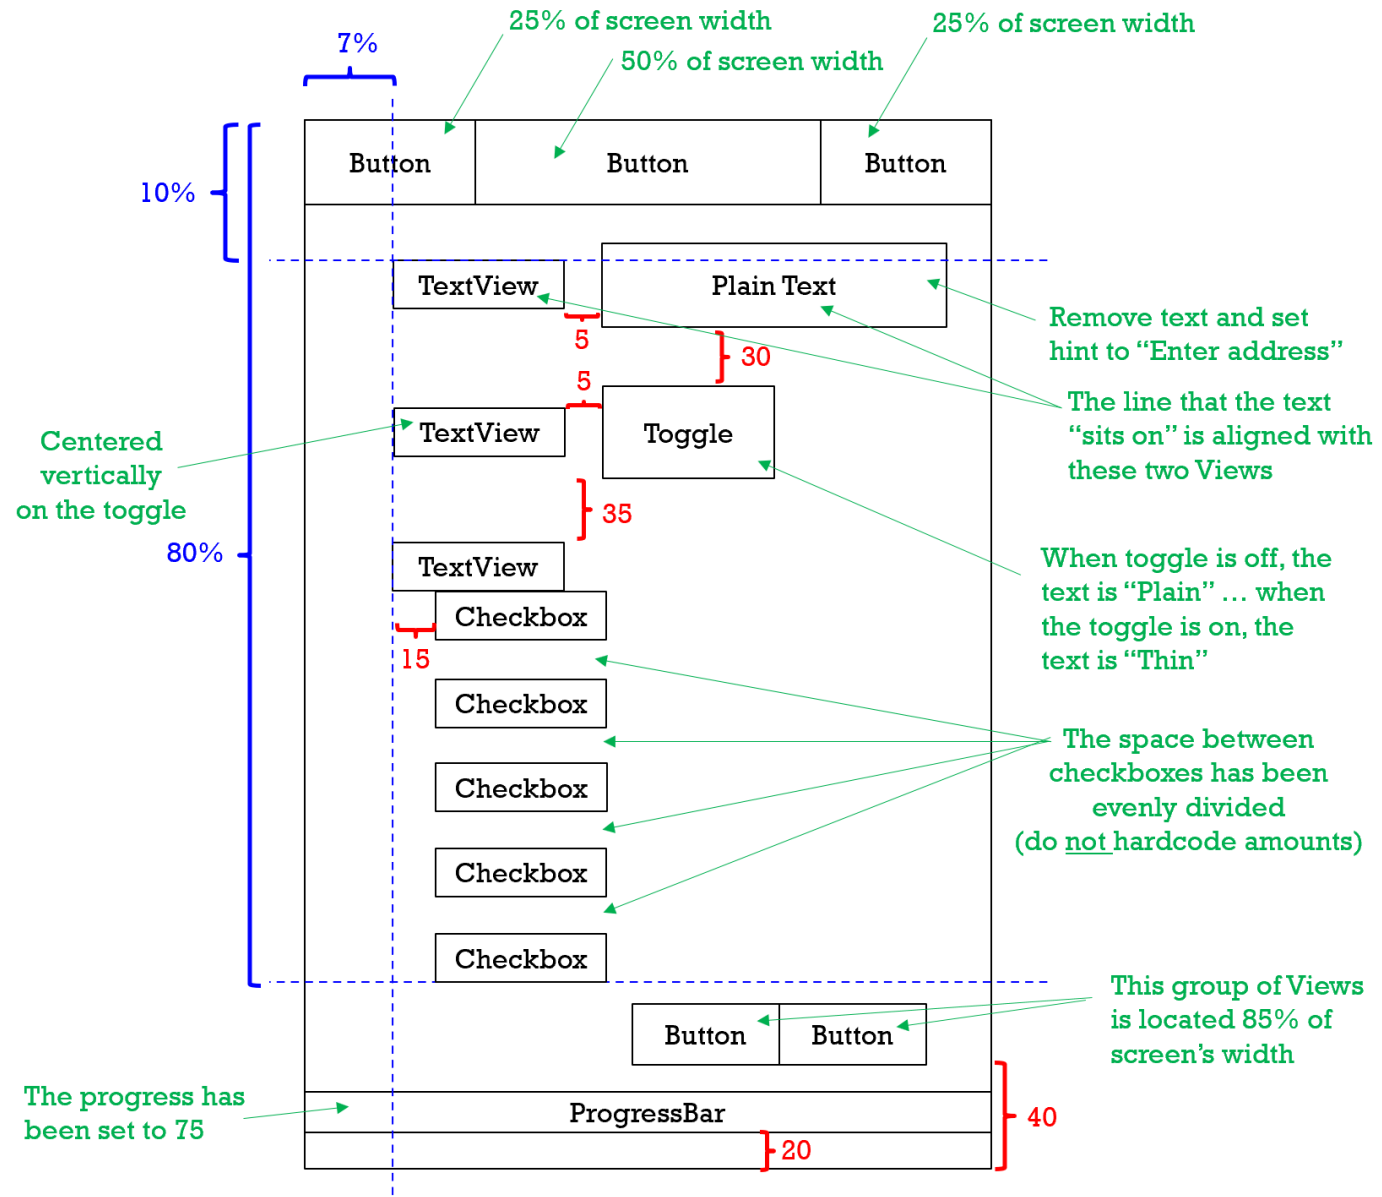 25% of screen width
25% of screen width
7%
50% of screen width
Button
Button
Button
10%
TextView
Plain Text
Remove text and set
hint to “Enter address”
5
30
5
The line that the text
“sits on” is aligned with
these two Views
Centered
vertically
on the toggle
TextView
Toggle
35
80%
When toggle is off, the
text is “Plain” … when
the toggle is on, the
text is “Thin”
TextView
Checkbox
15
Checkbox
The space between
checkboxes has been
evenly divided
(do not hardcode amounts)
Checkbox
Checkbox
Checkbox
This group of Views
is located 85% of
screen’s width
Button
Button
The progress has
been set to 75
ProgressBar
40
20